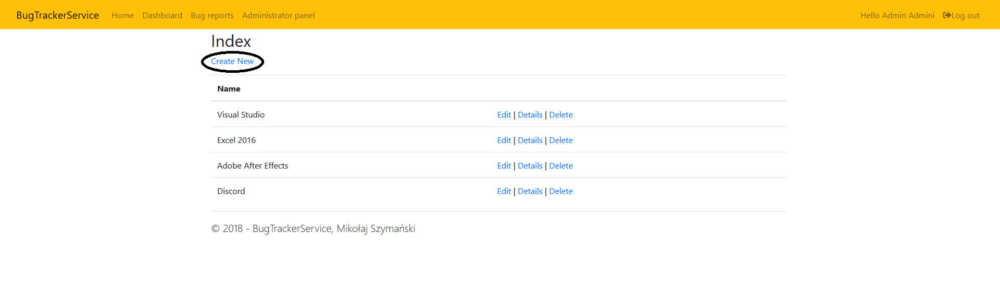 BugTrackerService Home Dashboard Bug reports Administrator panel Hello Admin Admini Log out
Index
Create New
Name
Visual Studio Edit | Details | Delete
Excel 2016 Edit | Details | Delete
Adobe After Effects Edit | Details | Delete
Discord Edit | Details | Delete
© 2018 - BugTrackerService, Mikołaj Szymański